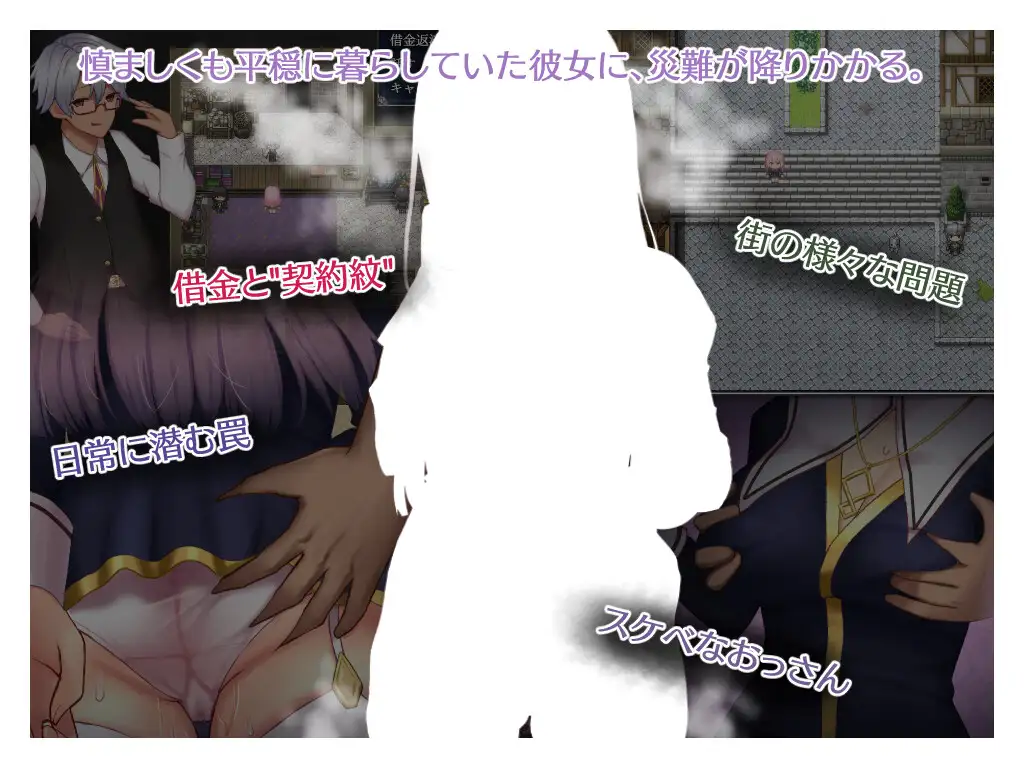 慎ましくも平穏に暮らしていた彼女に、災難が降りかかる。
借金と"契約紋"
街の様々な問題
日常に潜む罠
スケベなおっさん